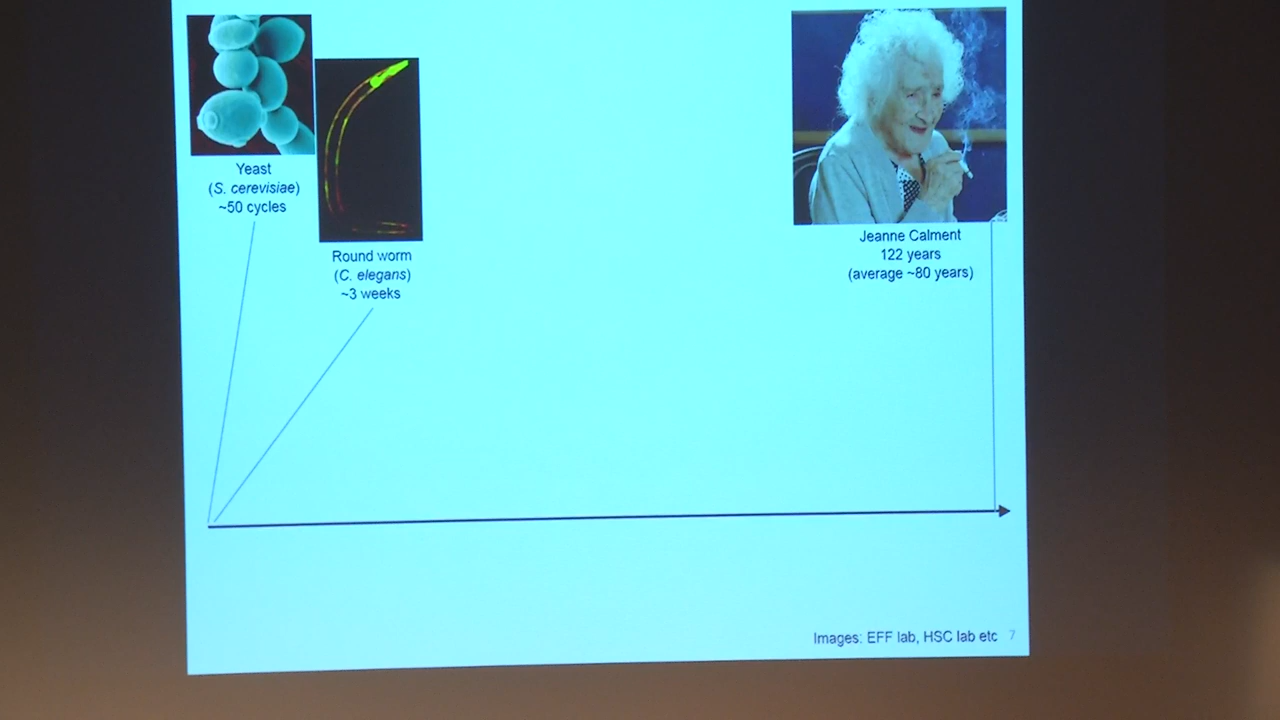 Yeast
(S. cerevisiae)
~50 cycles
Round worm
(C. elegans)
~3 weeks
Jeanne Calment
122 years
(average ~80 years)
Images: EFF lab, HSC lab etc 7